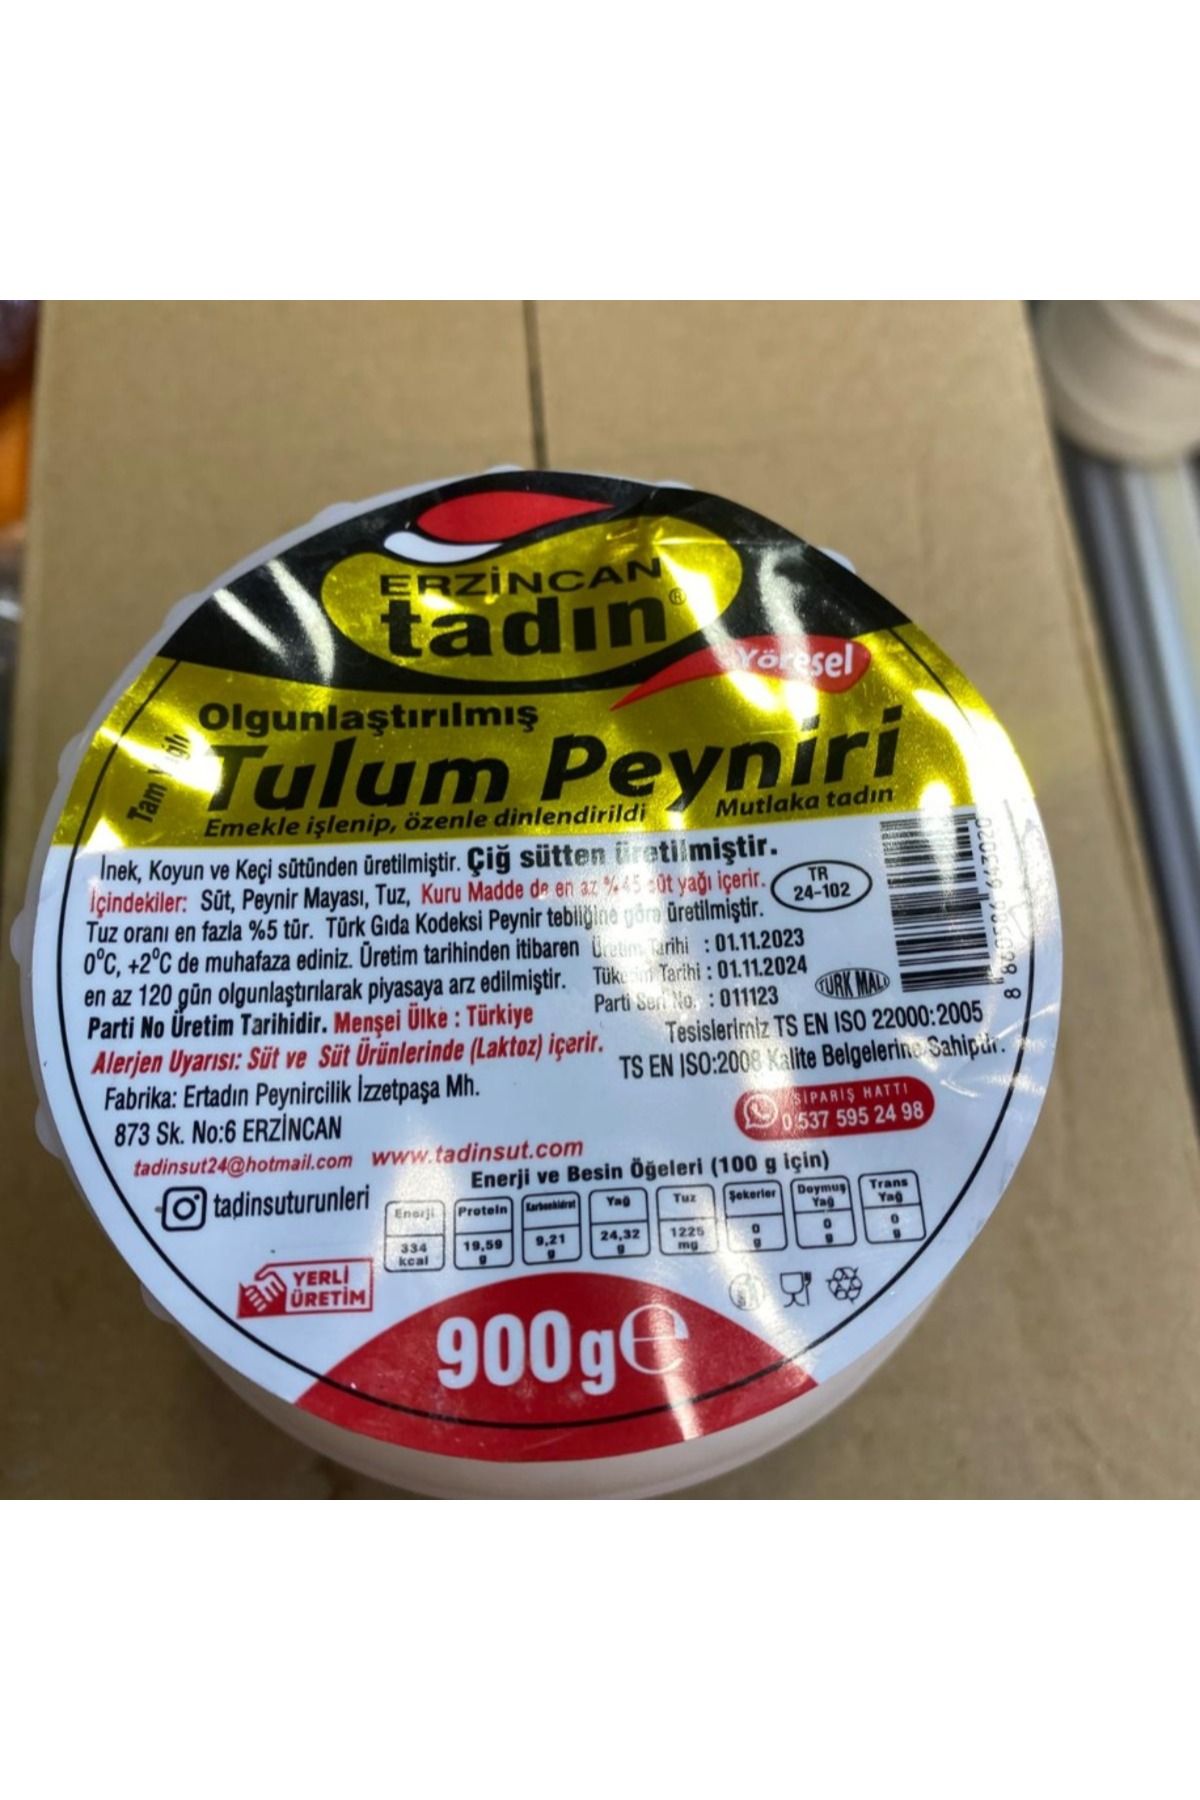 ERZİNCAN
tadın®
Yöresel
Olgunlaştırılmış
Tam Yağlı
Tulum Peyniri
Emekle işlenip, özenle dinlendirildi Mutlaka tadın
İnek, Koyun ve Keçi sütünden üretilmiştir. Çiğ sütten üretilmiştir.
İçindekiler: Süt, Peynir Mayası, Tuz, Kuru Madde de en az %45 süt yağı içerir.
TR
24-102
Tuz oranı en fazla %5 tür. Türk Gıda Kodeksi Peynir tebliğine göre üretilmiştir.
0°C, +2°C de muhafaza ediniz. Üretim tarihinden itibaren
en az 120 gün olgunlaştırılarak piyasaya arz edilmiştir.
Üretim Tarihi : 01.11.2023
Tüketim Tarihi : 01.11.2024
Parti Seri No. : 011123
TÜRK MALI
8 680586 643020
Parti No Üretim Tarihidir. Menşei Ülke : Türkiye
Alerjen Uyarısı: Süt ve Süt Ürünlerinde (Laktoz) içerir.
Tesislerimiz TS EN ISO 22000:2005
TS EN ISO:2008 Kalite Belgelerine Sahiptir.
Fabrika: Ertadın Peynircilik İzzetpaşa Mh.
873 Sk. No:6 ERZİNCAN
SİPARİŞ HATTI
0 537 595 24 98
tadinsut24@hotmail.com www.tadinsut.com
tadinsuturunleri
Enerji ve Besin Öğeleri (100 g için)
Enerji Protein Karbonhidrat Yağ Tuz Şekerler Doymuş Yağ Trans Yağ
334 kcal 19,59 g 9,21 g 24,32 g 1225 mg 0 g 0 g 0 g
YERLİ
ÜRETİM
900g℮